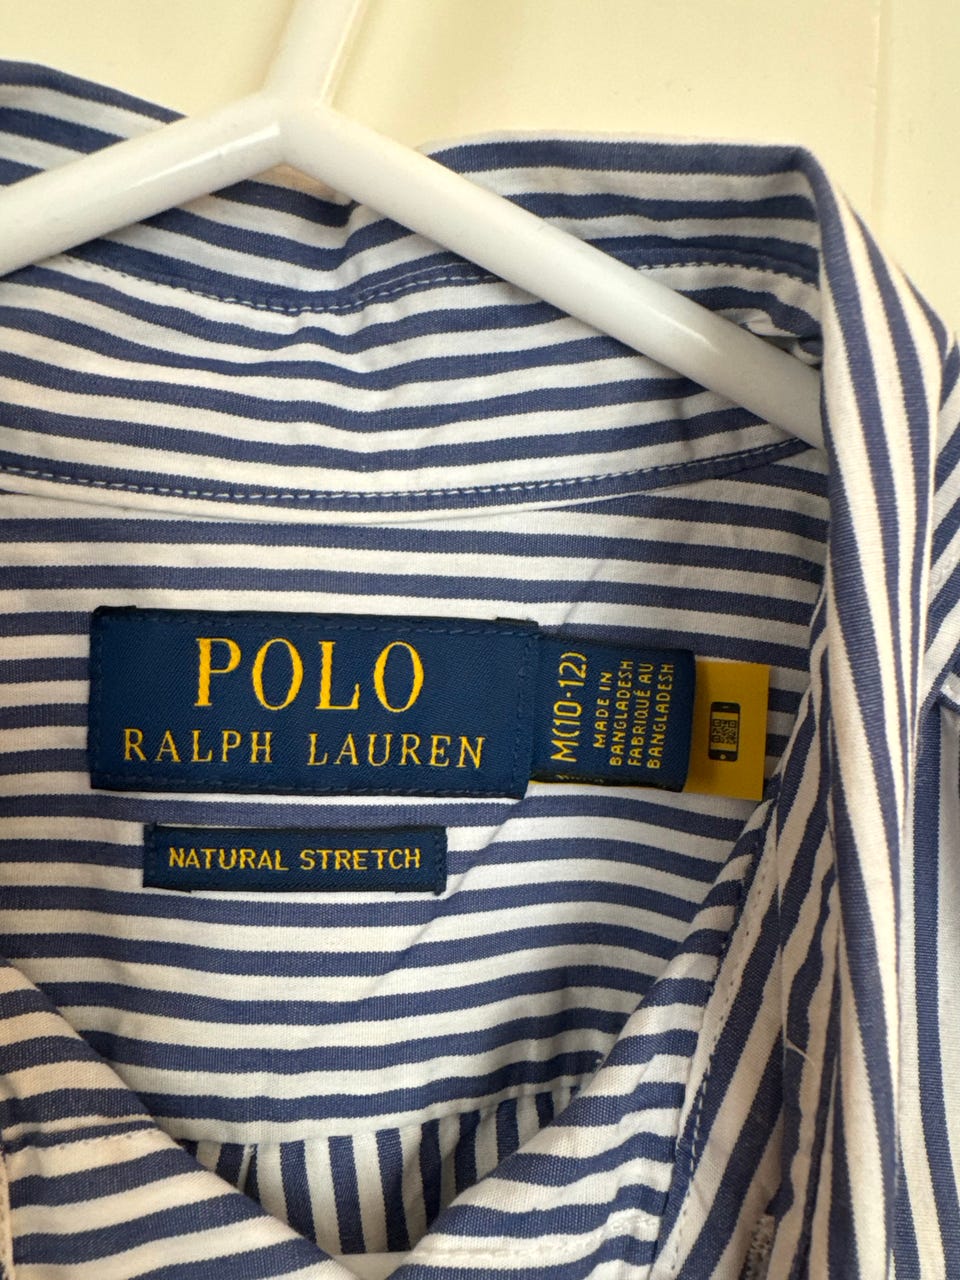 POLO
RALPH LAUREN
M(10-12)
MADE IN
BANGLADESH
FABRIQUÉ AU
BANGLADESH
NATURAL STRETCH